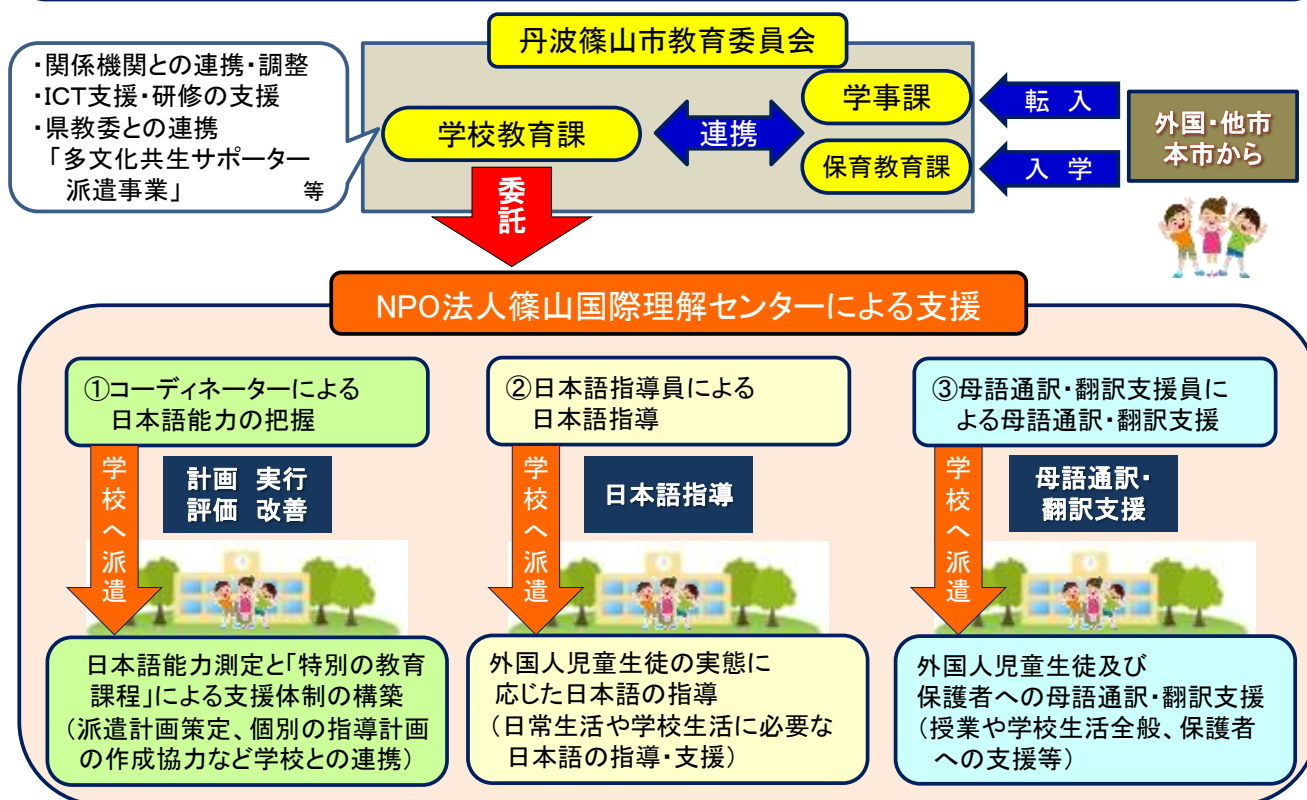 丹波篠山市教育委員会
・関係機関との連携・調整
・ICT支援・研修の支援
・県教委との連携
「多文化共生サポーター
派遣事業」 等
学校教育課
連携
学事課
保育教育課
転 入
入 学
外国・他市
本市から
委託
NPO法人篠山国際理解センターによる支援
①コーディネーターによる
日本語能力の把握
学校へ派遣
計画 実行
評価 改善
日本語能力測定と「特別の教育
課程」による支援体制の構築
(派遣計画策定、個別の指導計画
の作成協力など学校との連携)
②日本語指導員による
日本語指導
学校へ派遣
日本語指導
外国人児童生徒の実態に
応じた日本語の指導
(日常生活や学校生活に必要な
日本語の指導・支援)
③母語通訳・翻訳支援員に
よる母語通訳・翻訳支援
学校へ派遣
母語通訳・
翻訳支援
外国人児童生徒及び
保護者への母語通訳・翻訳支援
(授業や学校生活全般、保護者
への支援等)